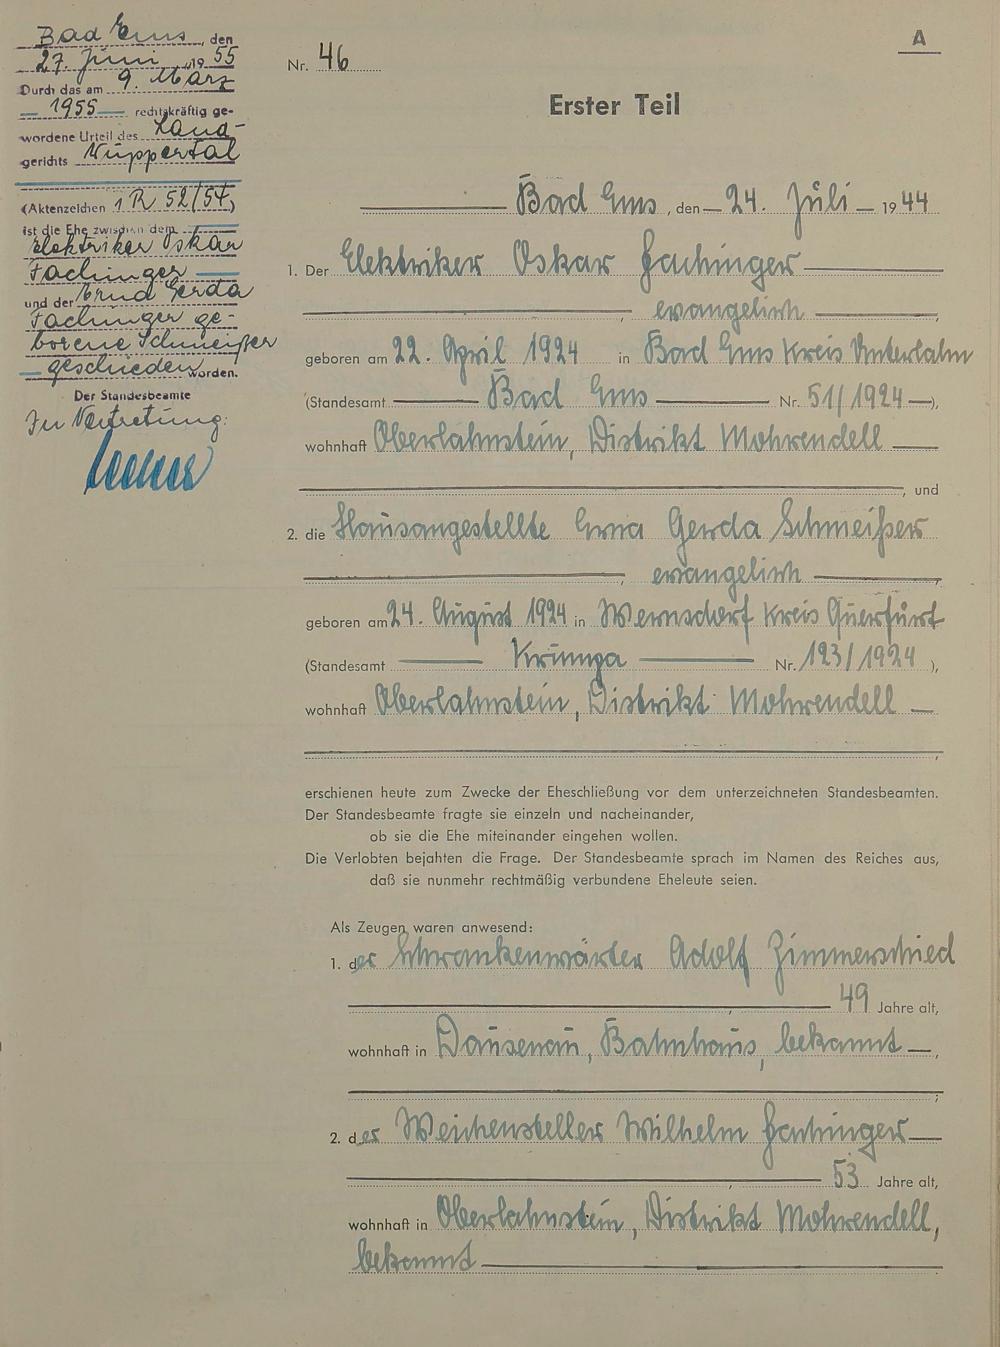 Bad Ems, den
27. Juni 1955
Durch das am 9. März
1955 rechtskräftig ge-
wordene Urteil des Land-
gerichts Wuppertal
(Aktenzeichen 1 R 52/54,)
ist die Ehe zwischen dem
Elektriker Oskar
Fachinger
und der Erna Gerda
Fachinger ge-
borene Schmeißer
geschieden worden.
Der Standesbeamte
In Vertretung:
A
Nr. 46
Erster Teil
Bad Ems, den 24. Juli 1944
1. Der Elektriker Oskar Fachinger
evangelisch,
geboren am 22. April 1924 in Bad Ems Kreis Unterlahn
(Standesamt Bad Ems Nr. 51/1924),
wohnhaft Oberlahnstein, Distrikt Mohrendell
, und
2. die Hausangestellte Erna Gerda Schmeißer
, evangelisch,
geboren am 24. August 1924 in Wernsdorf Kreis Querfurt
(Standesamt Krumpa Nr. 123/1924),
wohnhaft Oberlahnstein, Distrikt Mohrendell
,
erschienen heute zum Zwecke der Eheschließung vor dem unterzeichneten Standesbeamten.
Der Standesbeamte fragte sie einzeln und nacheinander,
ob sie die Ehe miteinander eingehen wollen.
Die Verlobten bejahten die Frage. Der Standesbeamte sprach im Namen des Reiches aus,
daß sie nunmehr rechtmäßig verbundene Eheleute seien.
Als Zeugen waren anwesend:
1. der Schrankenwärter Adolf Zimmerschied
, 49 Jahre alt,
wohnhaft in Dausenau, Bahnhaus, bekannt,
;
2. der Weichensteller Wilhelm Fachinger
, 53 Jahre alt,
wohnhaft in Oberlahnstein, Distrikt Mohrendell,
bekannt